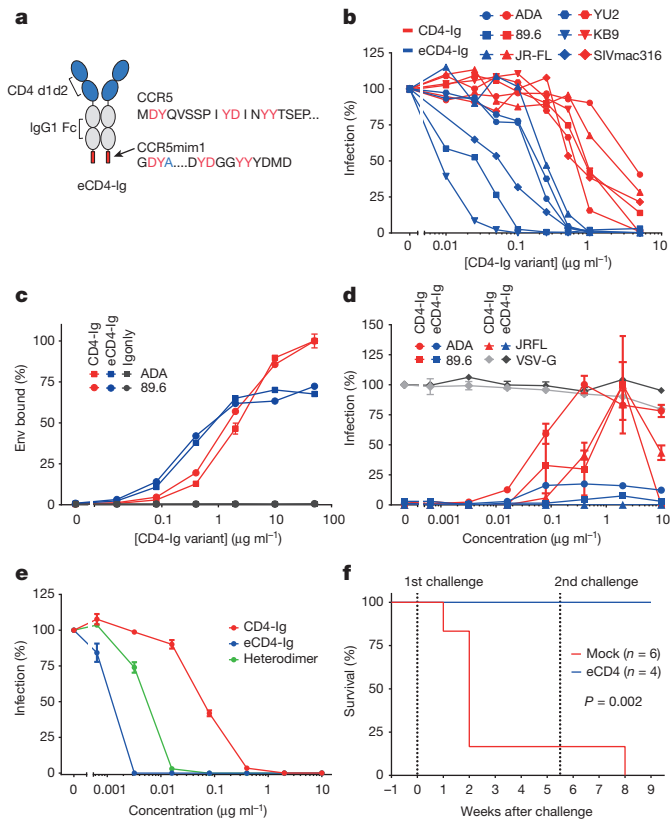 a
CD4 d1d2
IgG1 Fc
eCD4-Ig
CCR5
MDYQVSSP I YD I NYYTSEP...
CCR5mim1
GDYA....DYDGGYYYDMD
b
CD4-Ig
eCD4-Ig
ADA
89.6
JR-FL
YU2
KB9
SIVmac316
Infection (%)
125
100
75
50
25
0
0 0.01 0.1 1
[CD4-Ig variant] (μg ml⁻¹)
c
CD4-Ig
eCD4-Ig
Igonly
ADA
89.6
Env bound (%)
100
75
50
25
0
0 0.1 1 10 100
[CD4-Ig variant] (μg ml⁻¹)
d
CD4-Ig
eCD4-Ig
ADA
89.6
CD4-Ig
eCD4-Ig
JRFL
VSV-G
Infection (%)
150
125
100
75
50
25
0
0 0.001 0.01 0.1 1 10
Concentration (μg ml⁻¹)
e
CD4-Ig
eCD4-Ig
Heterodimer
Infection (%)
125
100
75
50
25
0
0 0.001 0.01 0.1 1 10
Concentration (μg ml⁻¹)
f
1st challenge
2nd challenge
Mock (n = 6)
eCD4 (n = 4)
P = 0.002
Survival (%)
100
75
50
25
0
−1 0 1 2 3 4 5 6 7 8 9
Weeks after challenge